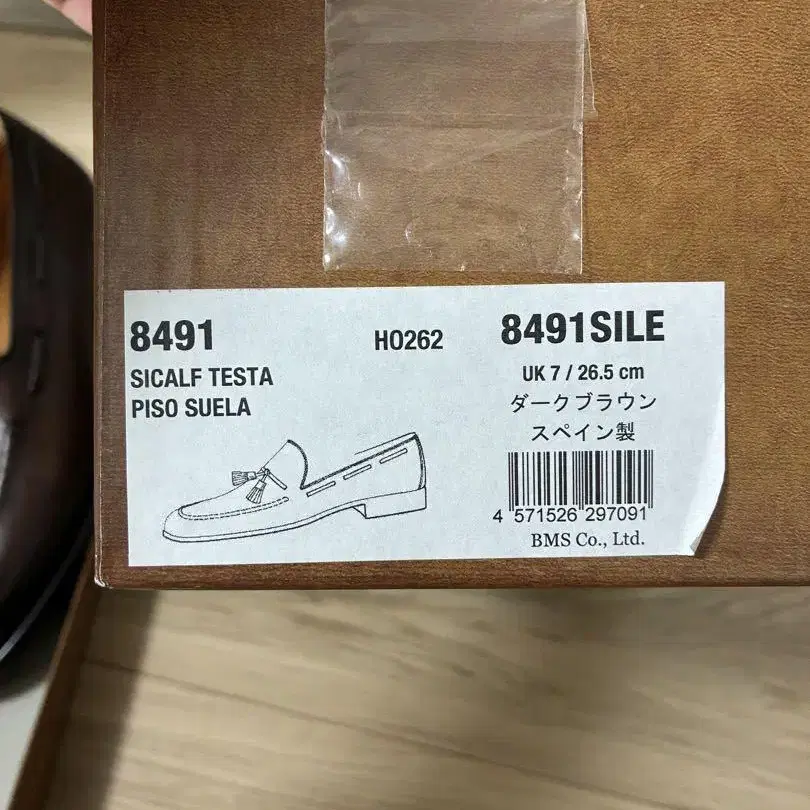 8491
SICALF TESTA
PISO SUELA
HO262
8491SILE
UK 7 / 26.5 cm
ダークブラウン
スペイン製
4 571526 297091
BMS Co., Ltd.